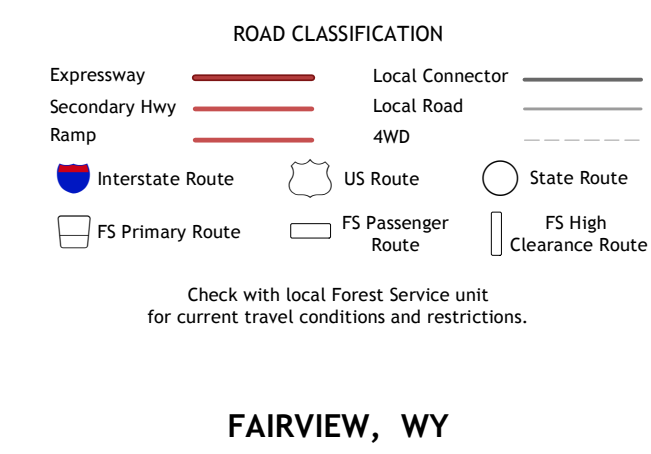 ROAD CLASSIFICATION
Expressway
Local Connector
Secondary Hwy
Local Road
Ramp
4WD
Interstate Route
US Route
State Route
FS Primary Route
FS Passenger
Route
FS High
Clearance Route
Check with local Forest Service unit
for current travel conditions and restrictions.
FAIRVIEW, WY